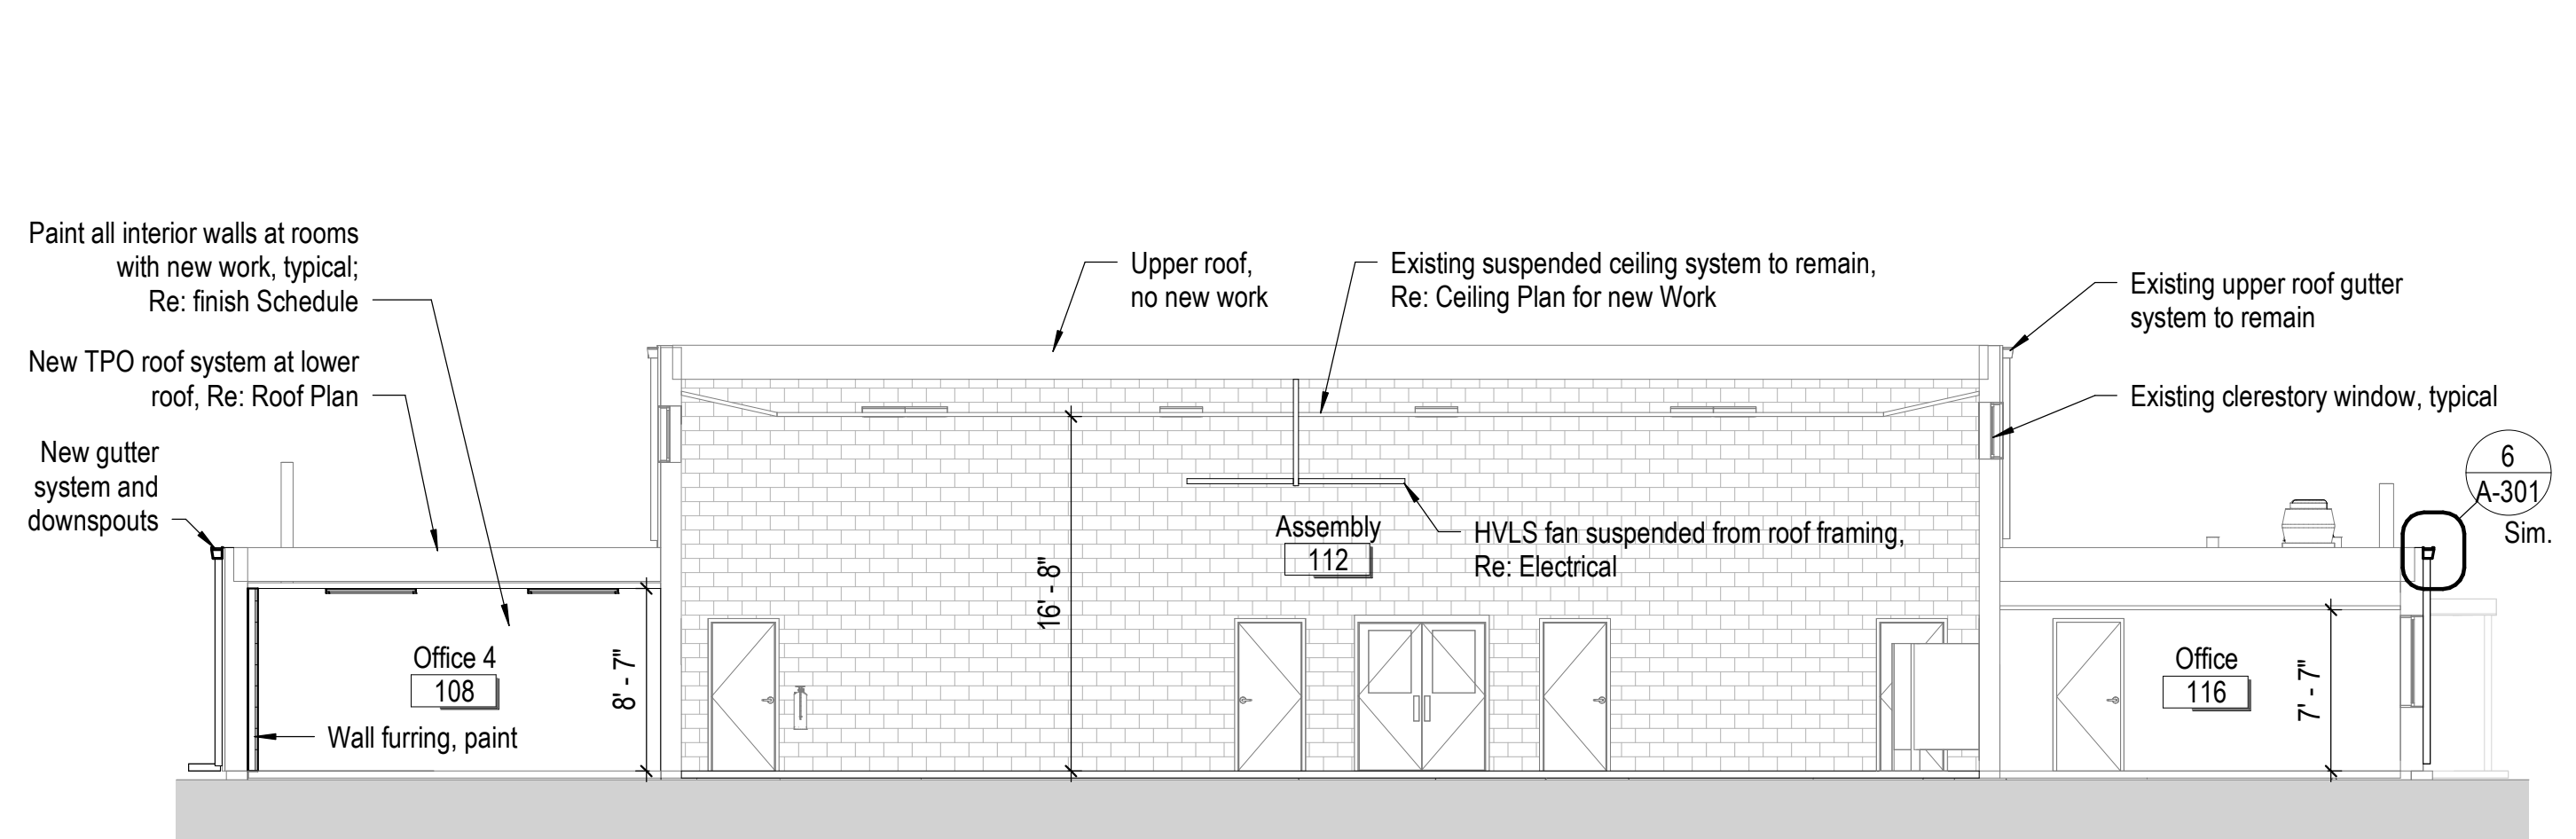 Paint all interior walls at rooms
with new work, typical;
Re: finish Schedule
New TPO roof system at lower
roof, Re: Roof Plan
New gutter
system and
downspouts
Upper roof,
no new work
Existing suspended ceiling system to remain,
Re: Ceiling Plan for new Work
Existing upper roof gutter
system to remain
Existing clerestory window, typical
6
A-301
Sim.
Assembly
112
HVLS fan suspended from roof framing,
Re: Electrical
16' - 8"
Office 4
108
8' - 7"
Wall furring, paint
Office
116
7' - 7"